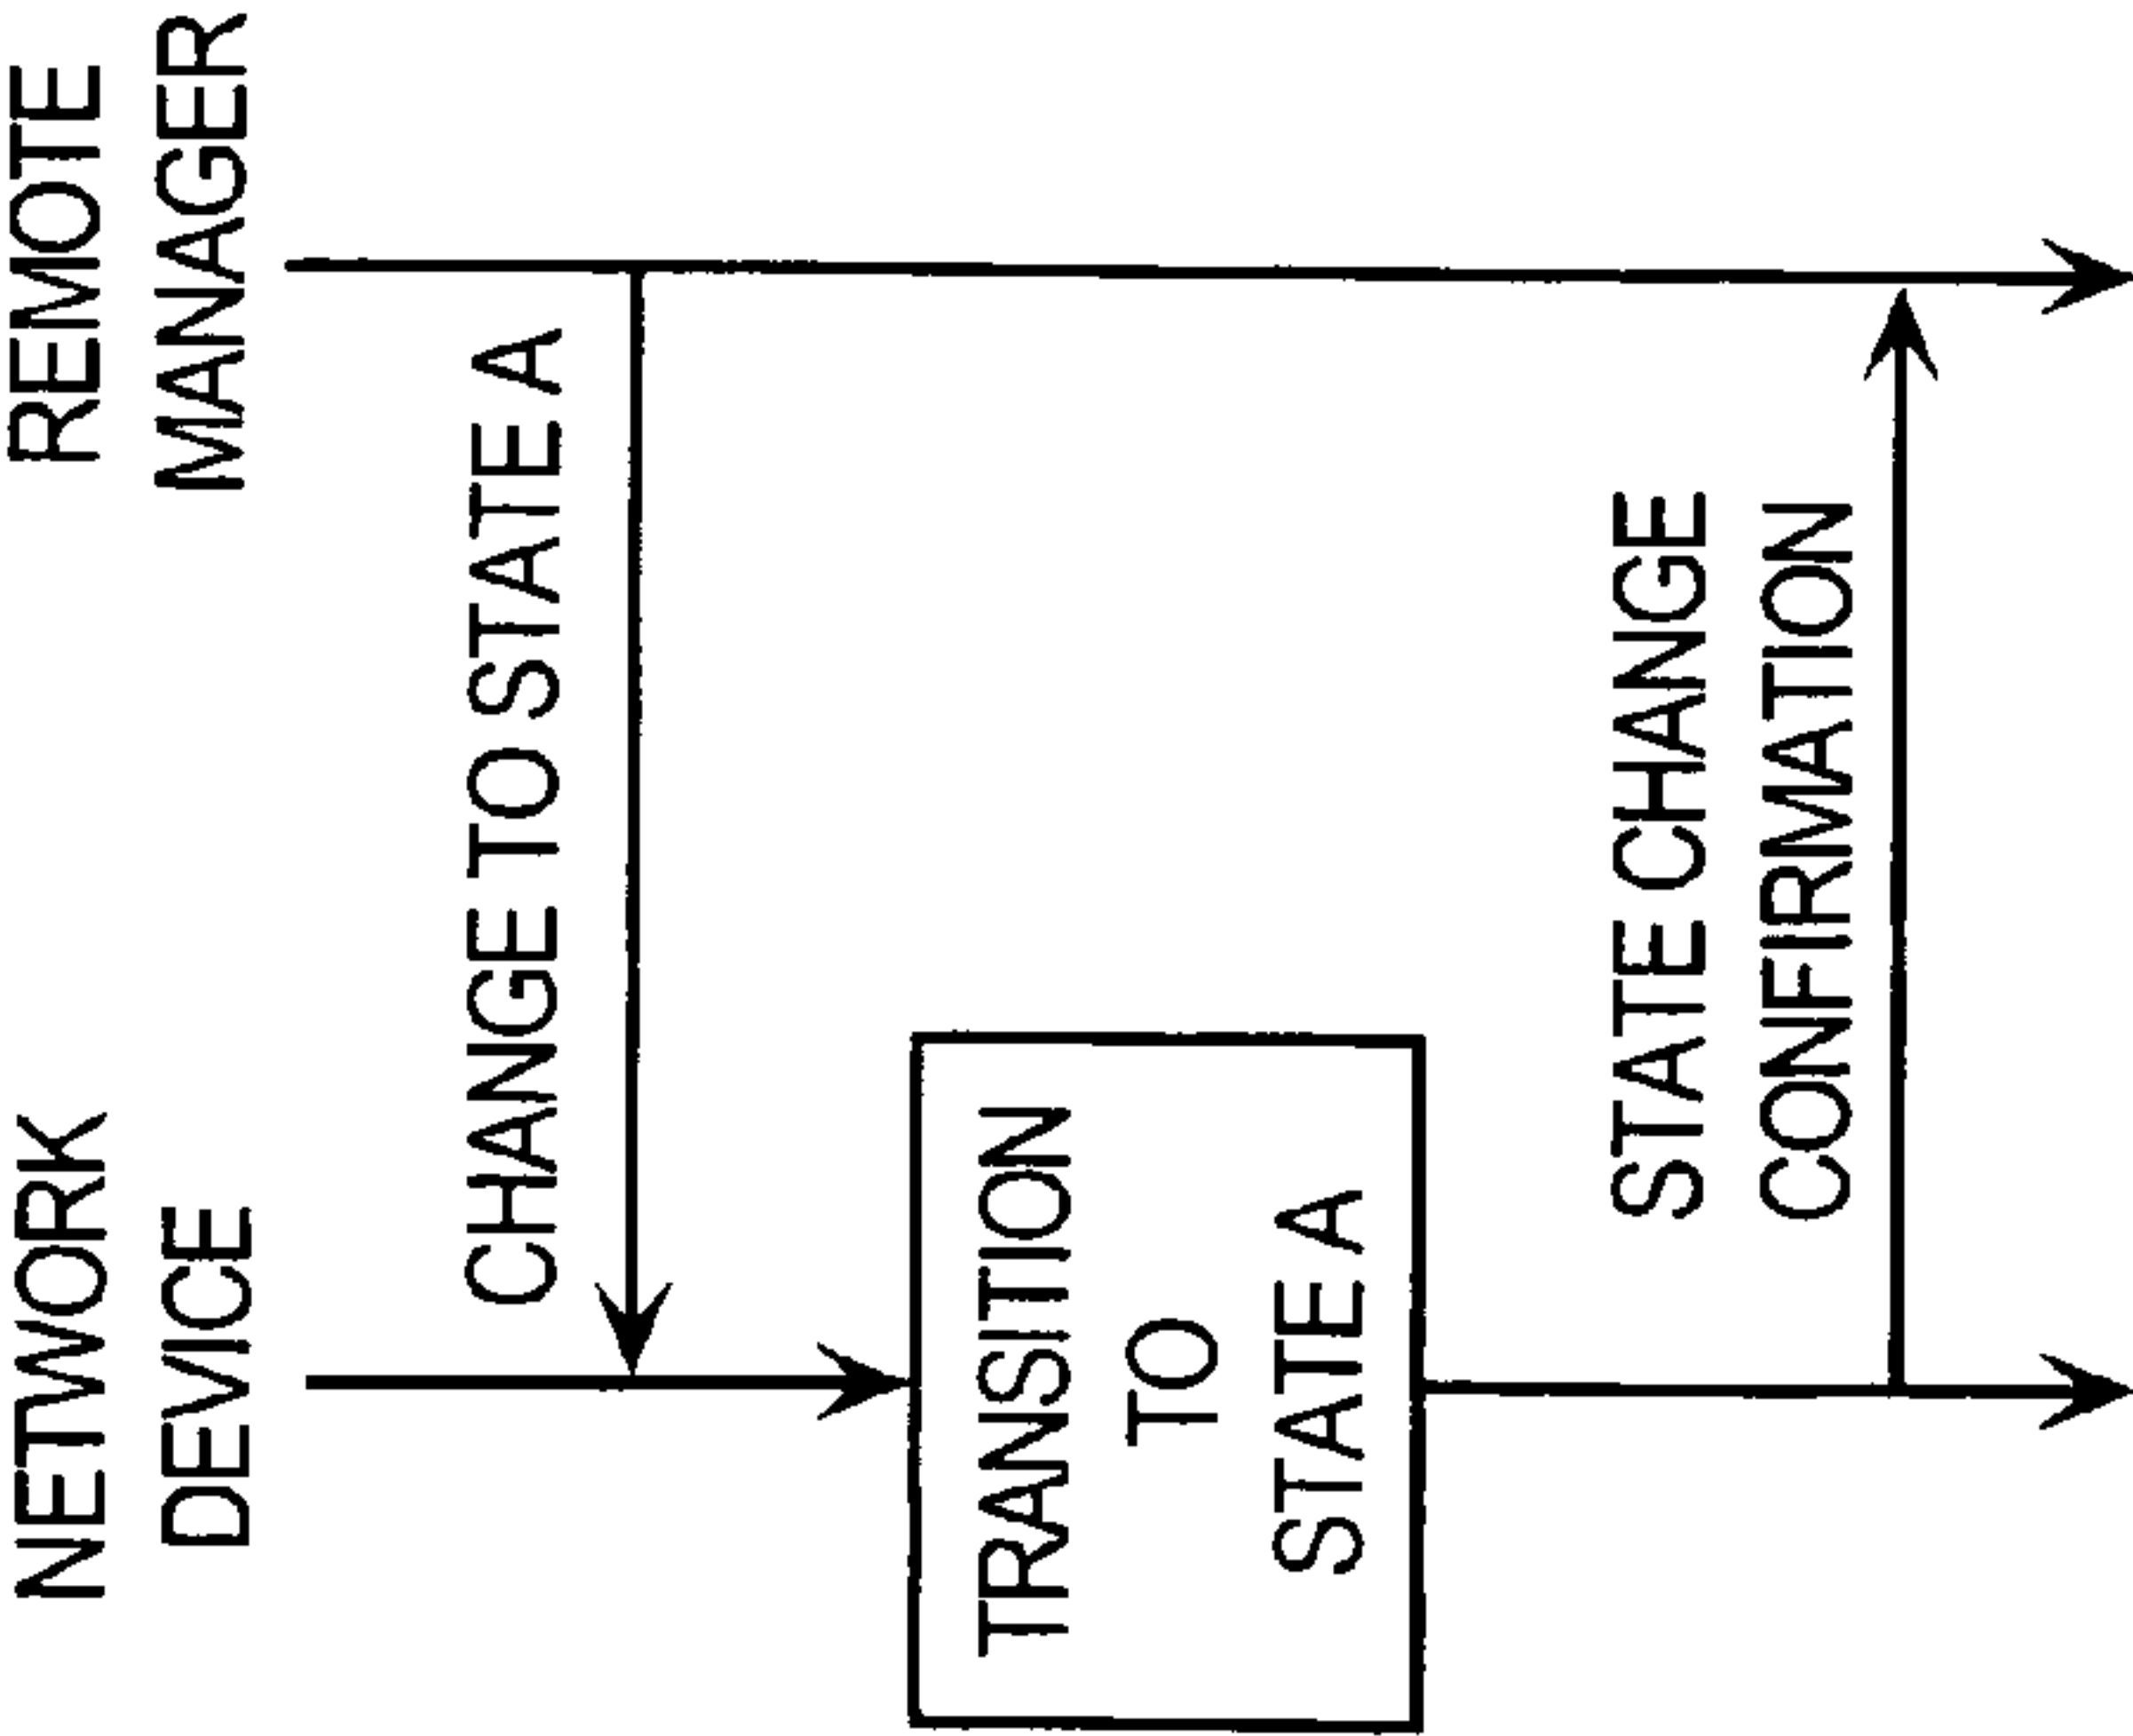 NETWORK
DEVICE
REMOTE
MANAGER
CHANGE TO STATE A
TRANSITION
TO
STATE A
STATE CHANGE
CONFIRMATION